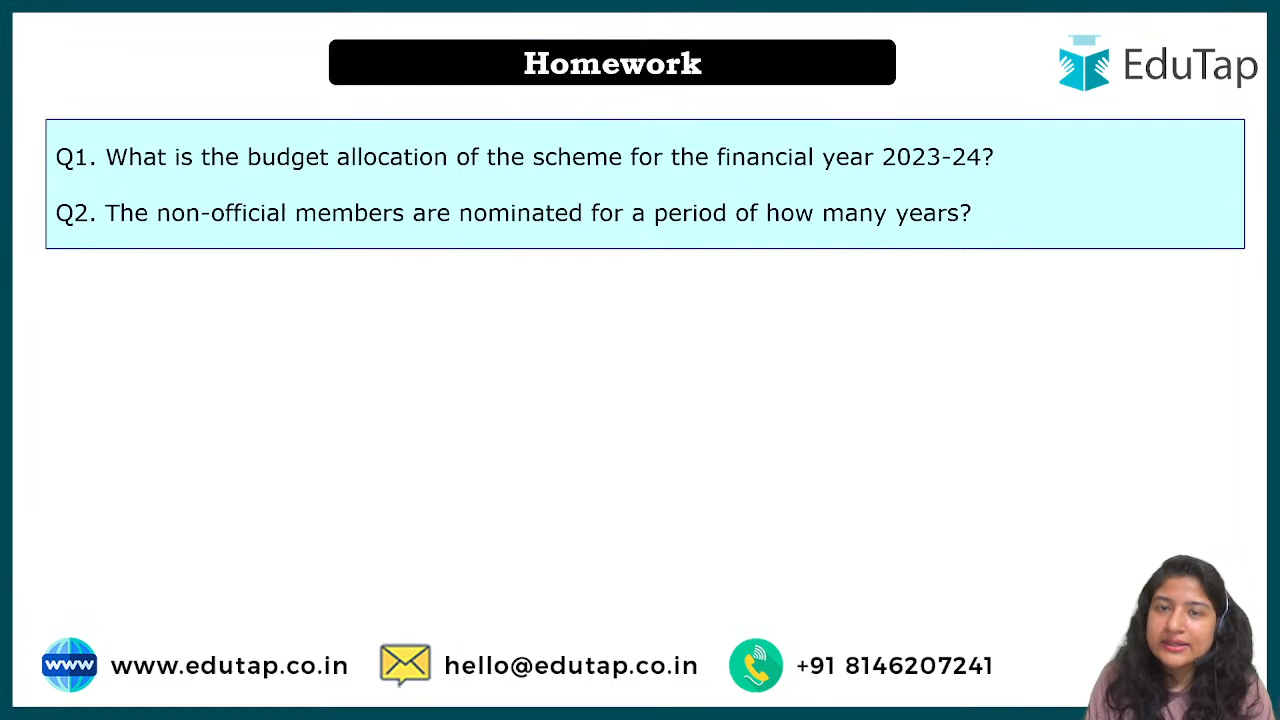 Homework
EduTap
Q1. What is the budget allocation of the scheme for the financial year 2023-24?
Q2. The non-official members are nominated for a period of how many years?
www
www.edutap.co.in
hello@edutap.co.in
+91 8146207241